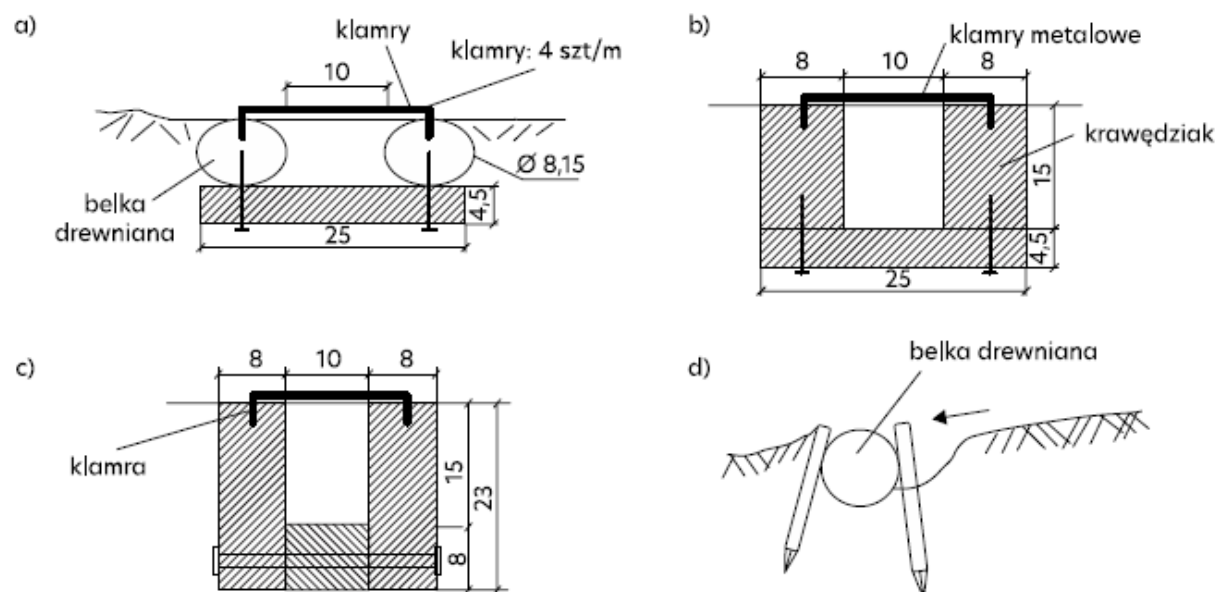 a)
klamry
klamry: 4 szt/m
10
Ø 8,15
belka
drewniana
4,5
25
b)
klamry metalowe
8 10 8
krawędziak
15
4,5
25
c)
8 10 8
klamra
15
23
8
d)
belka drewniana